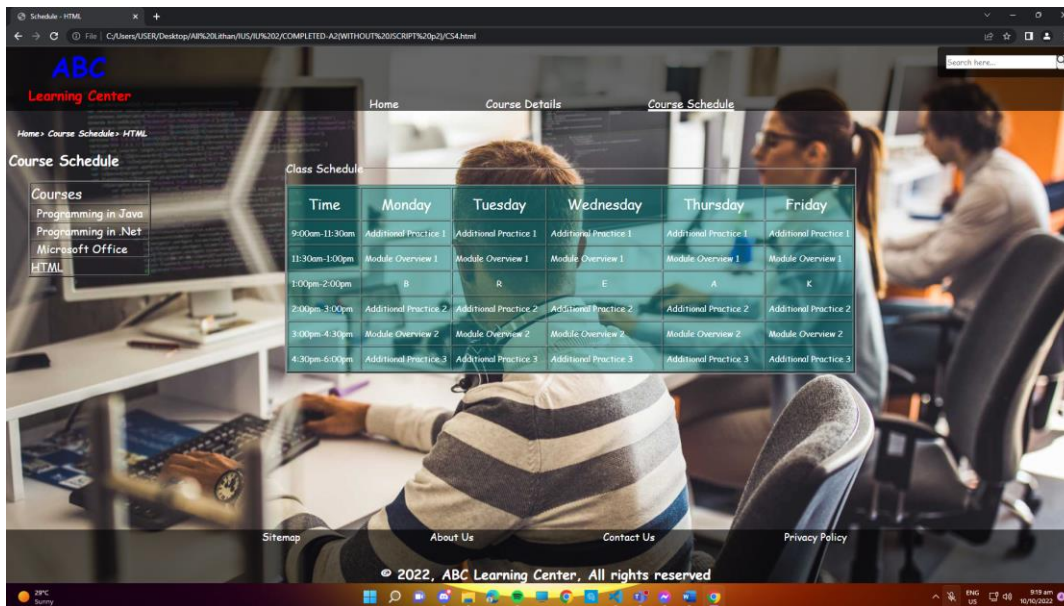 Schedule - HTML
File | C:/Users/USER/Desktop/All%20Lithan/IUS/IU%202/COMPLETED-A2(WITHOUT%20JSCRIPT%20p2)/CS4.html
ABC
Learning Center
Search here...
Home Course Details Course Schedule
Home> Course Schedule> HTML
Course Schedule
Courses
Programming in Java
Programming in .Net
Microsoft Office
HTML
Class Schedule
Time Monday Tuesday Wednesday Thursday Friday
9:00am-11:30am Additional Practice 1 Additional Practice 1 Additional Practice 1 Additional Practice 1 Additional Practice 1
11:30am-1:00pm Module Overview 1 Module Overview 1 Module Overview 1 Module Overview 1 Module Overview 1
1:00pm-2:00pm B R E A K
2:00pm-3:00pm Additional Practice 2 Additional Practice 2 Additional Practice 2 Additional Practice 2 Additional Practice 2
3:00pm-4:30pm Module Overview 2 Module Overview 2 Module Overview 2 Module Overview 2 Module Overview 2
4:30pm-6:00pm Additional Practice 3 Additional Practice 3 Additional Practice 3 Additional Practice 3 Additional Practice 3
Sitemap About Us Contact Us Privacy Policy
© 2022, ABC Learning Center, All rights reserved
29°C
Sunny
ENG
US
9:19 am
10/10/2022